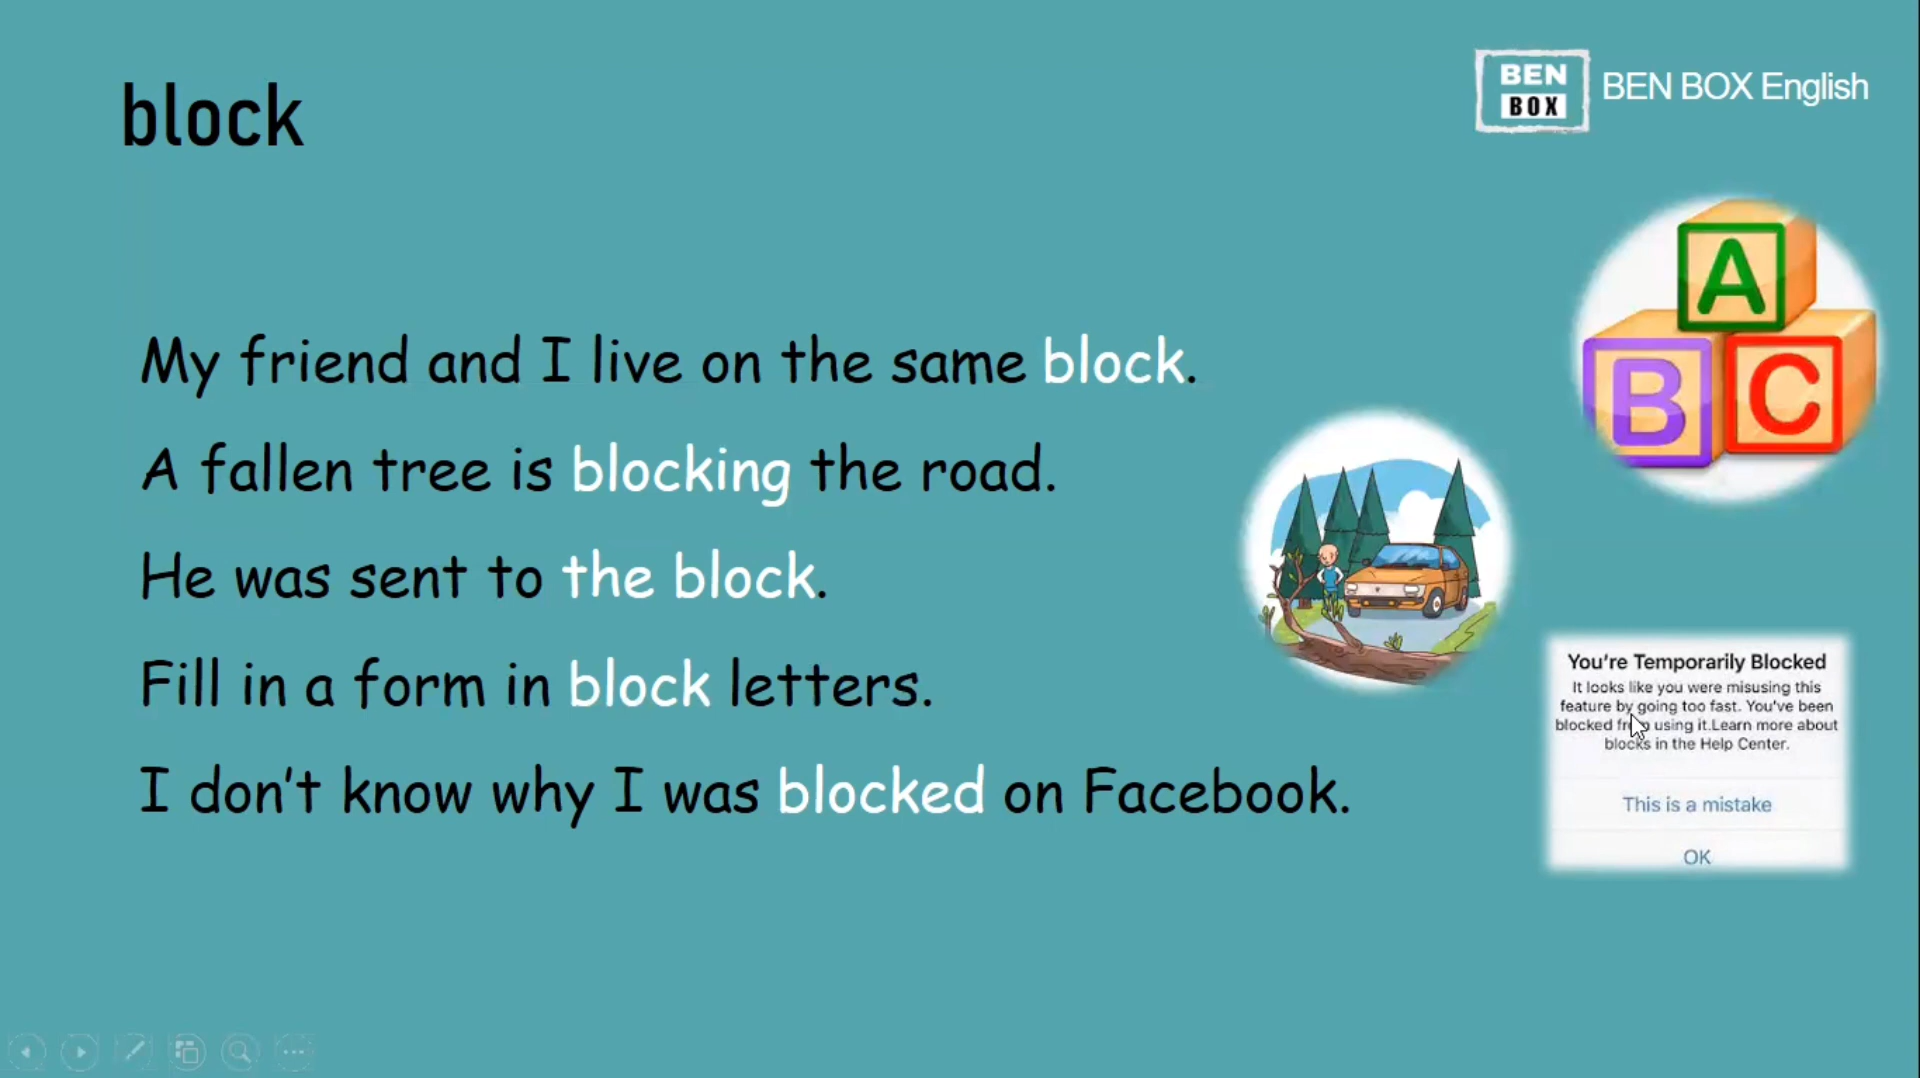 block
BEN
BOX
BEN BOX English
A
B C
My friend and I live on the same block.
A fallen tree is blocking the road.
He was sent to the block.
Fill in a form in block letters.
I don't know why I was blocked on Facebook.
You're Temporarily Blocked
It looks like you were misusing this
feature by going too fast. You've been
blocked from using it.Learn more about
blocks in the Help Center.
This is a mistake
OK